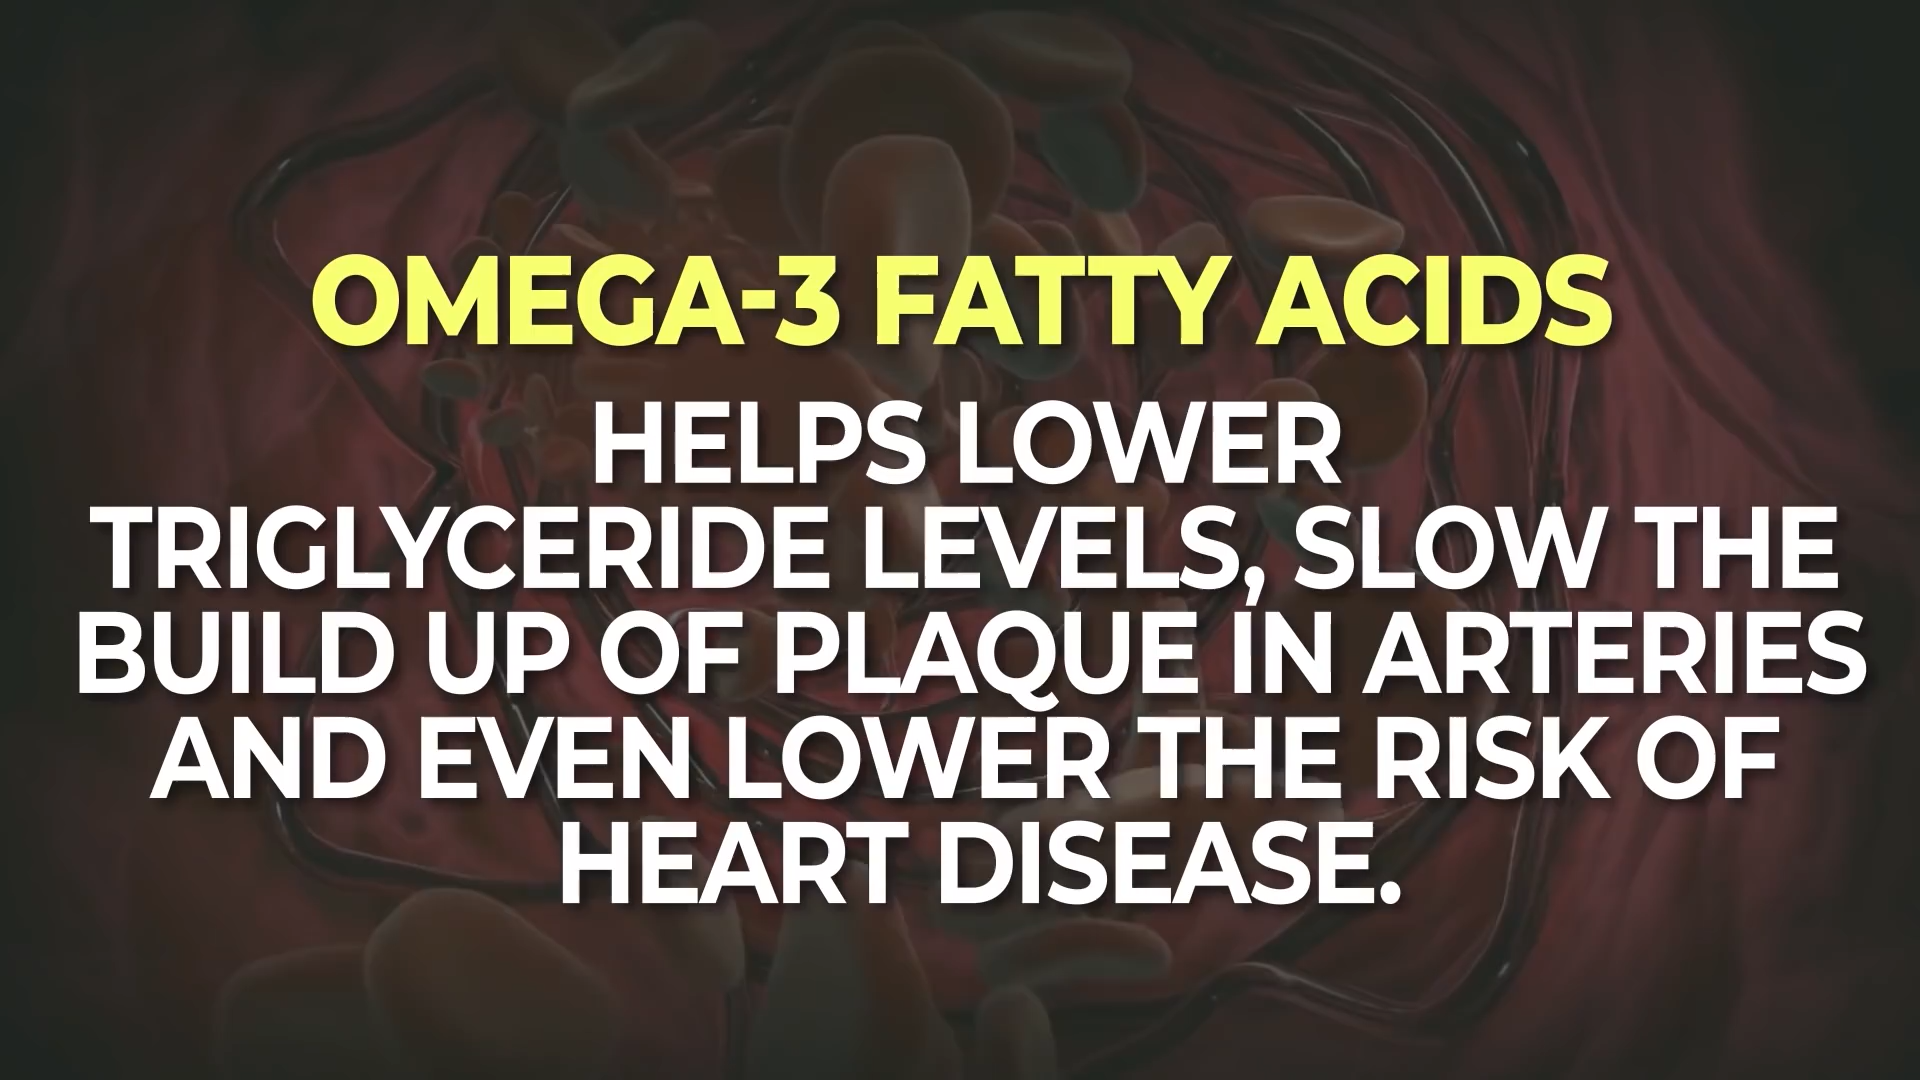 OMEGA-3 FATTY ACIDS
HELPS LOWER
TRIGLYCERIDE LEVELS, SLOW THE
BUILD UP OF PLAQUE IN ARTERIES
AND EVEN LOWER THE RISK OF
HEART DISEASE.